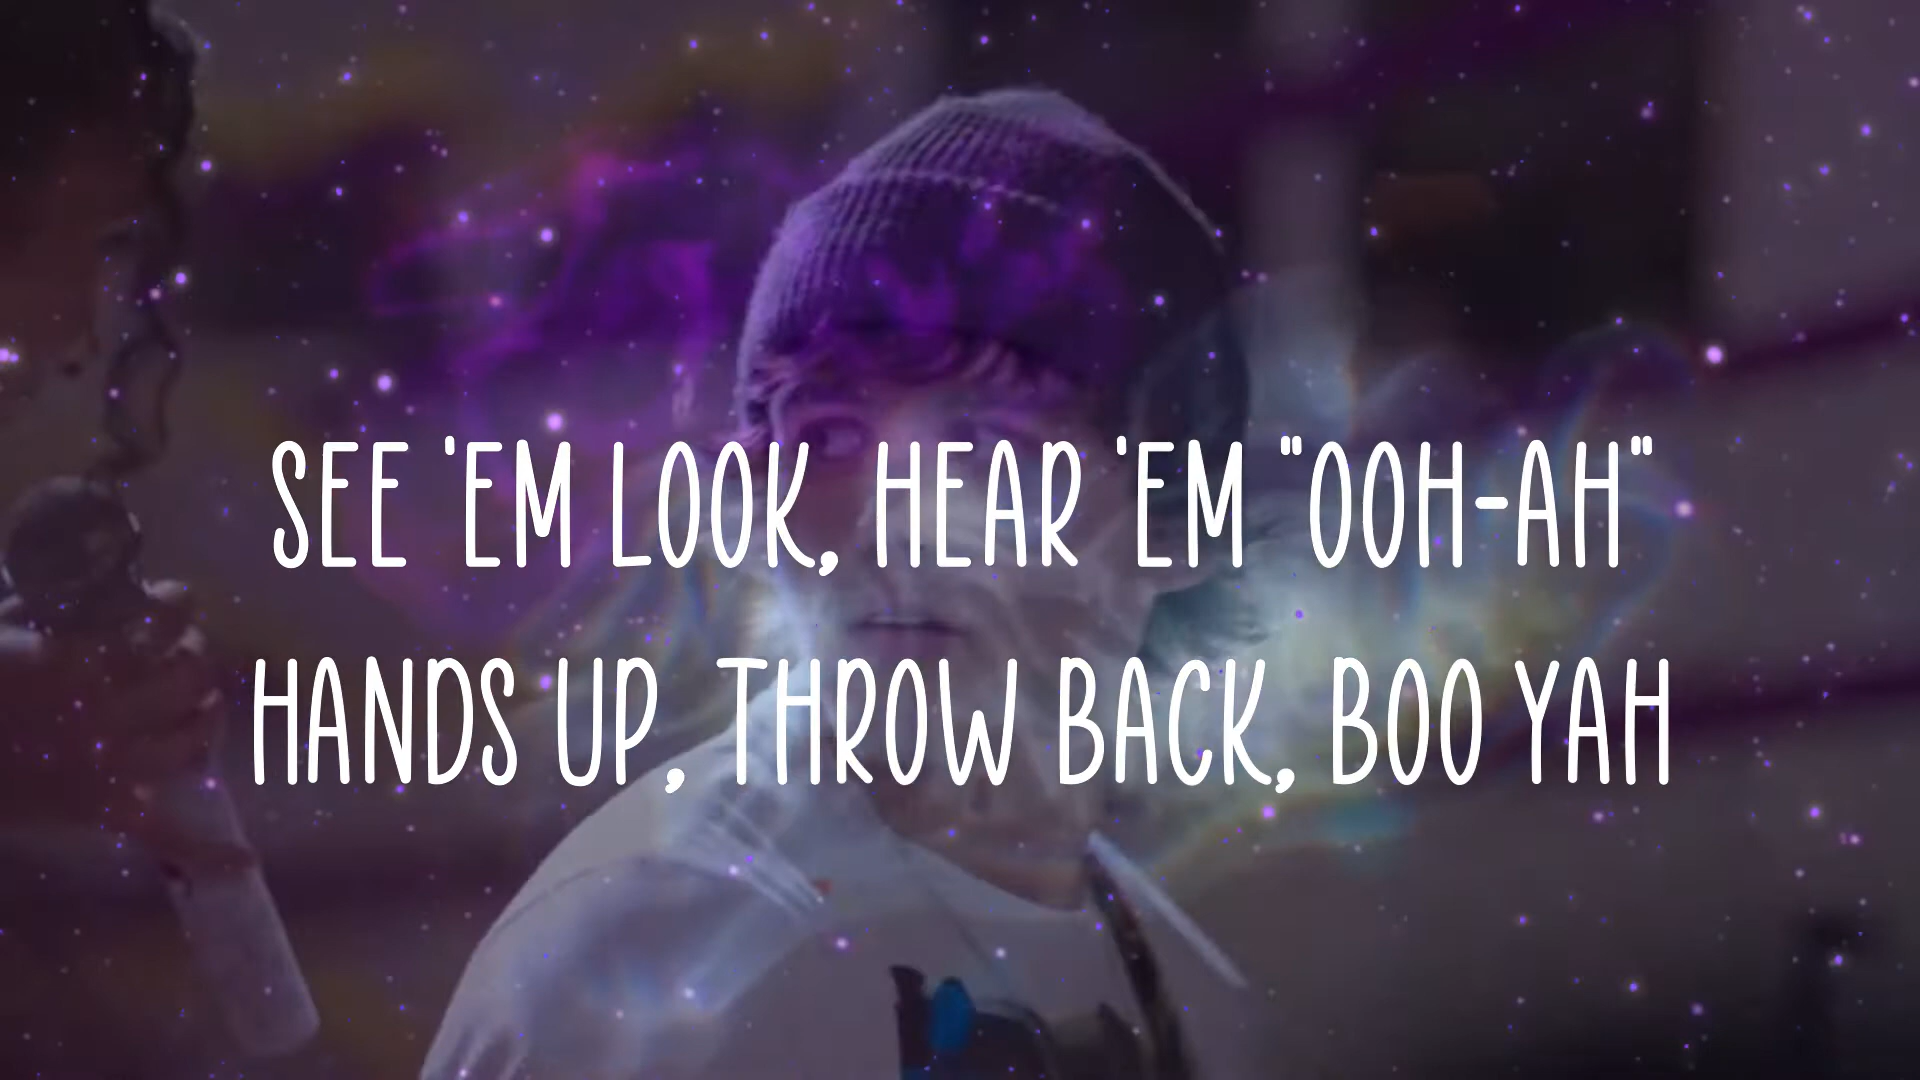 SEE 'EM LOOK, HEAR 'EM "OOH-AH"
HANDS UP, THROW BACK, BOO YAH